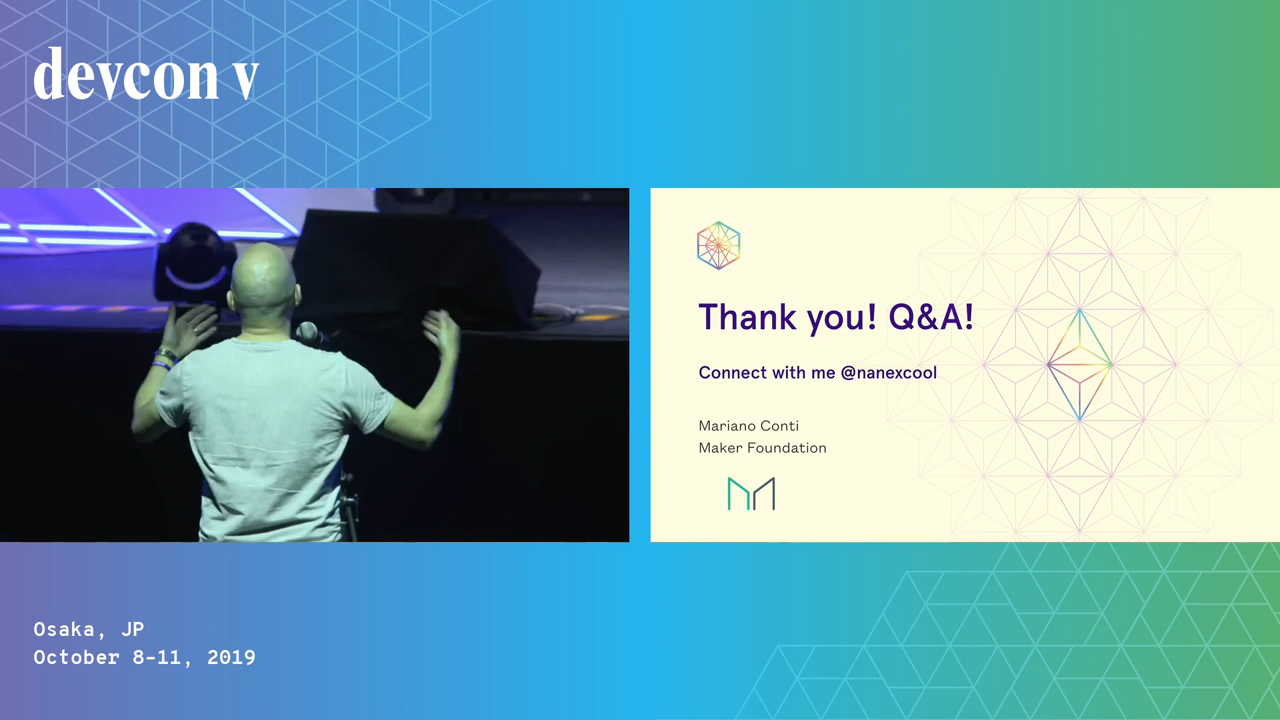 devcon v
Thank you! Q&A!
Connect with me @nanexcool
Mariano Conti
Maker Foundation
Osaka, JP
October 8-11, 2019